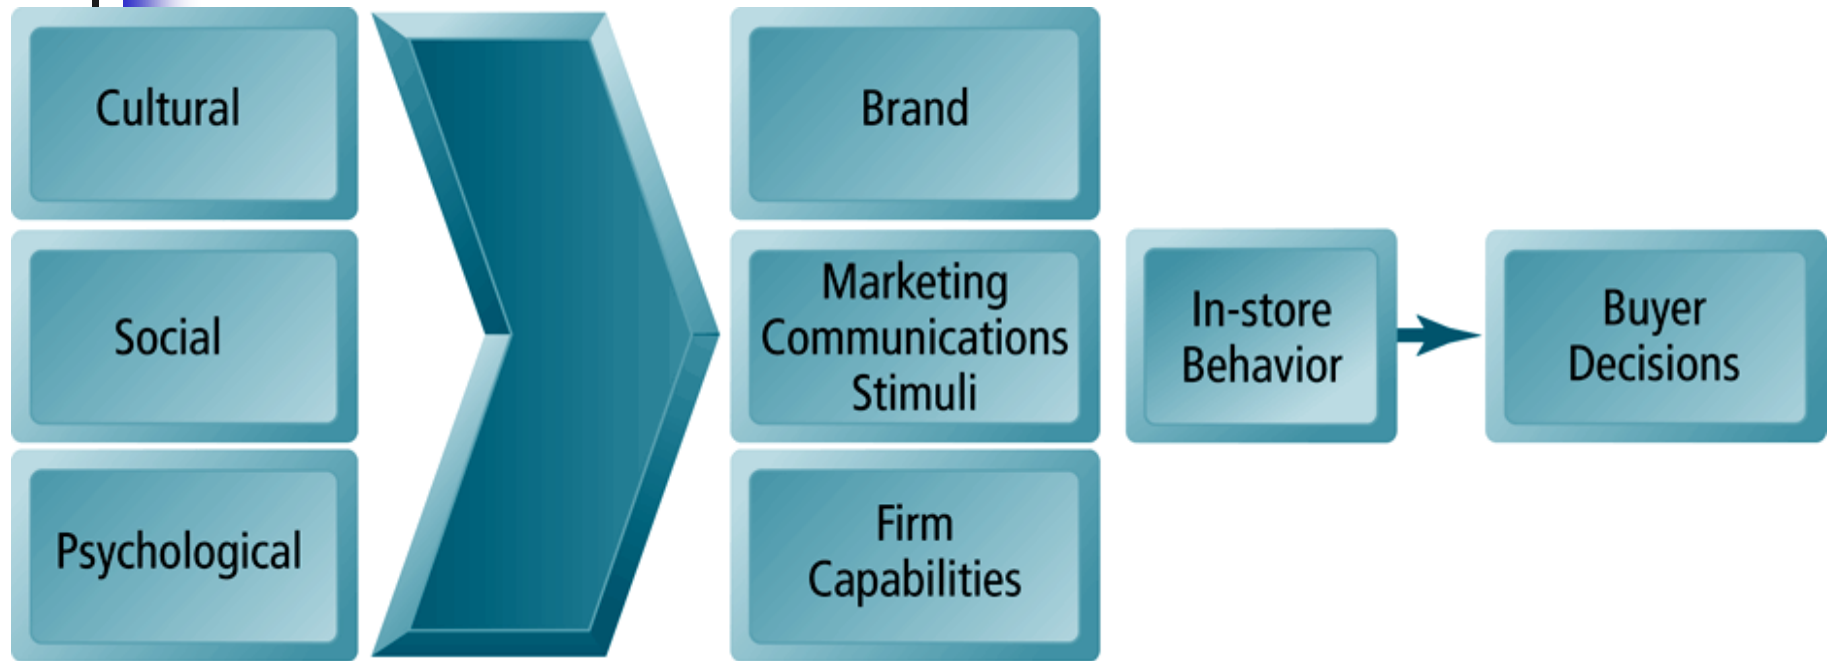 Cultural
Social
Psychological
Brand
Marketing
Communications
Stimuli
Firm
Capabilities
In-store
Behavior
Buyer
Decisions